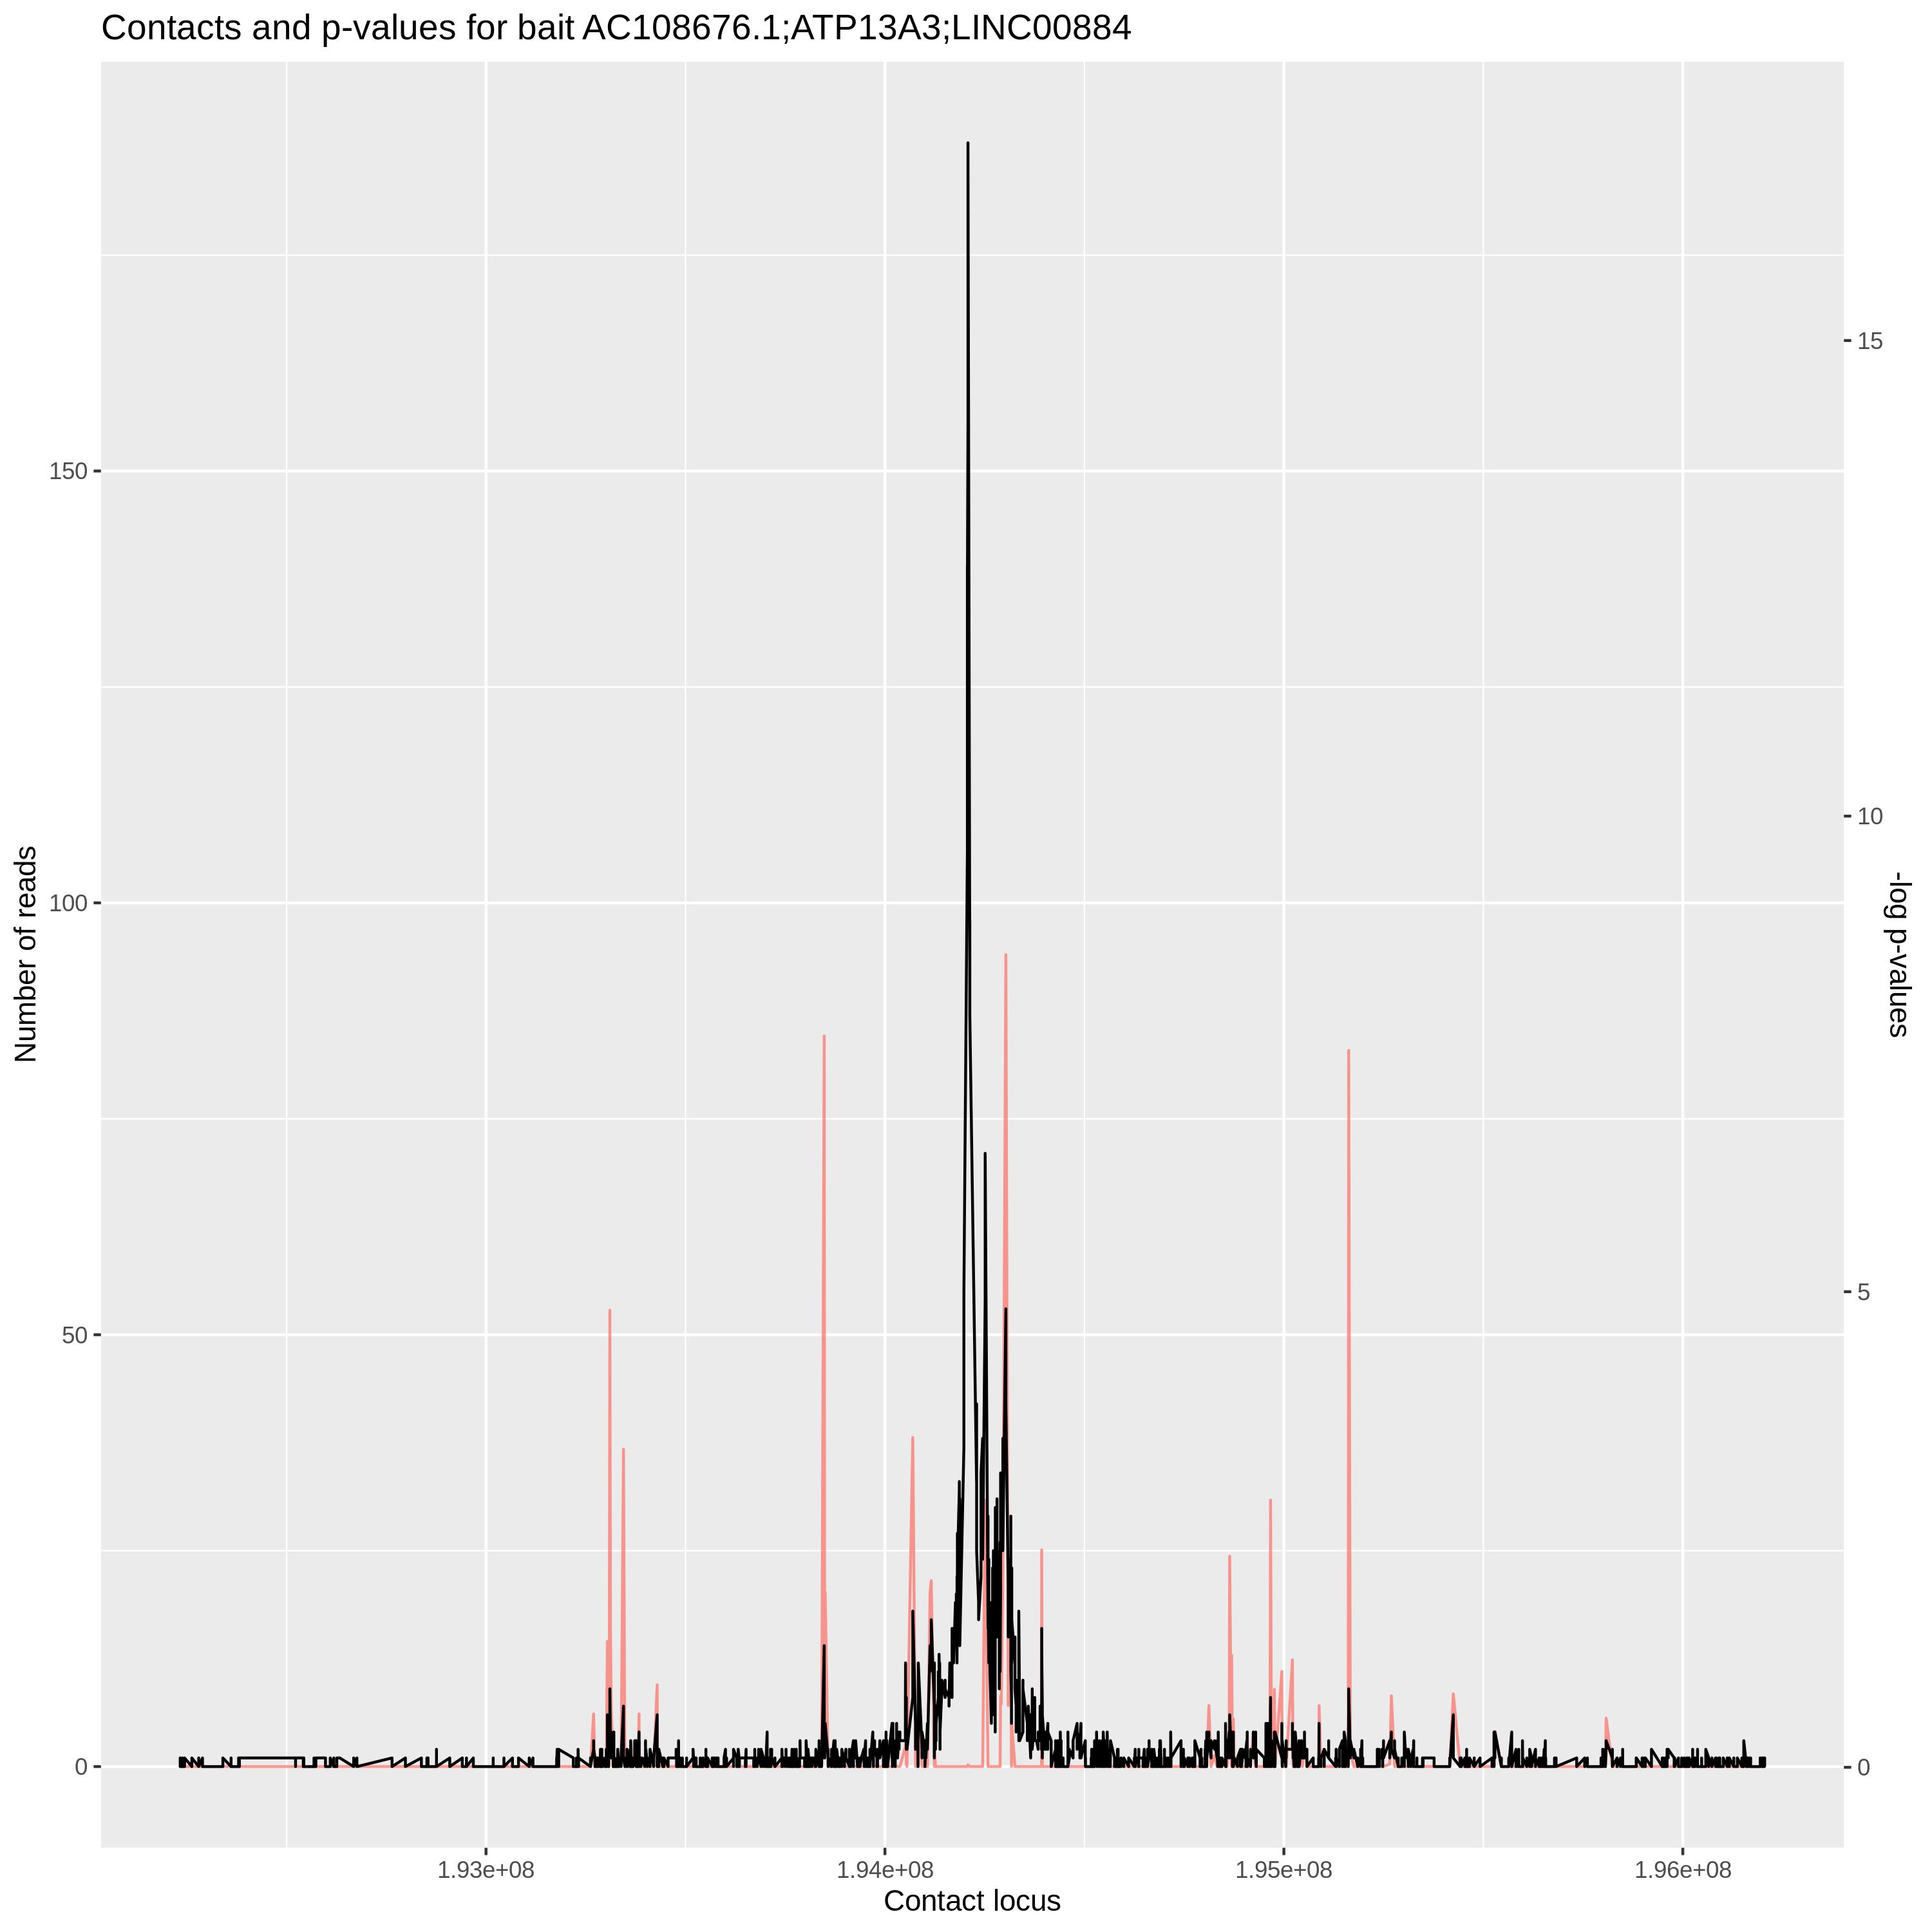 Contacts and p-values for bait AC108676.1;ATP13A3;LINC00884
Number of reads
150
100
50
0
15
10
5
0
-log p-values
1.93e+08
1.94e+08
1.95e+08
1.96e+08
Contact locus